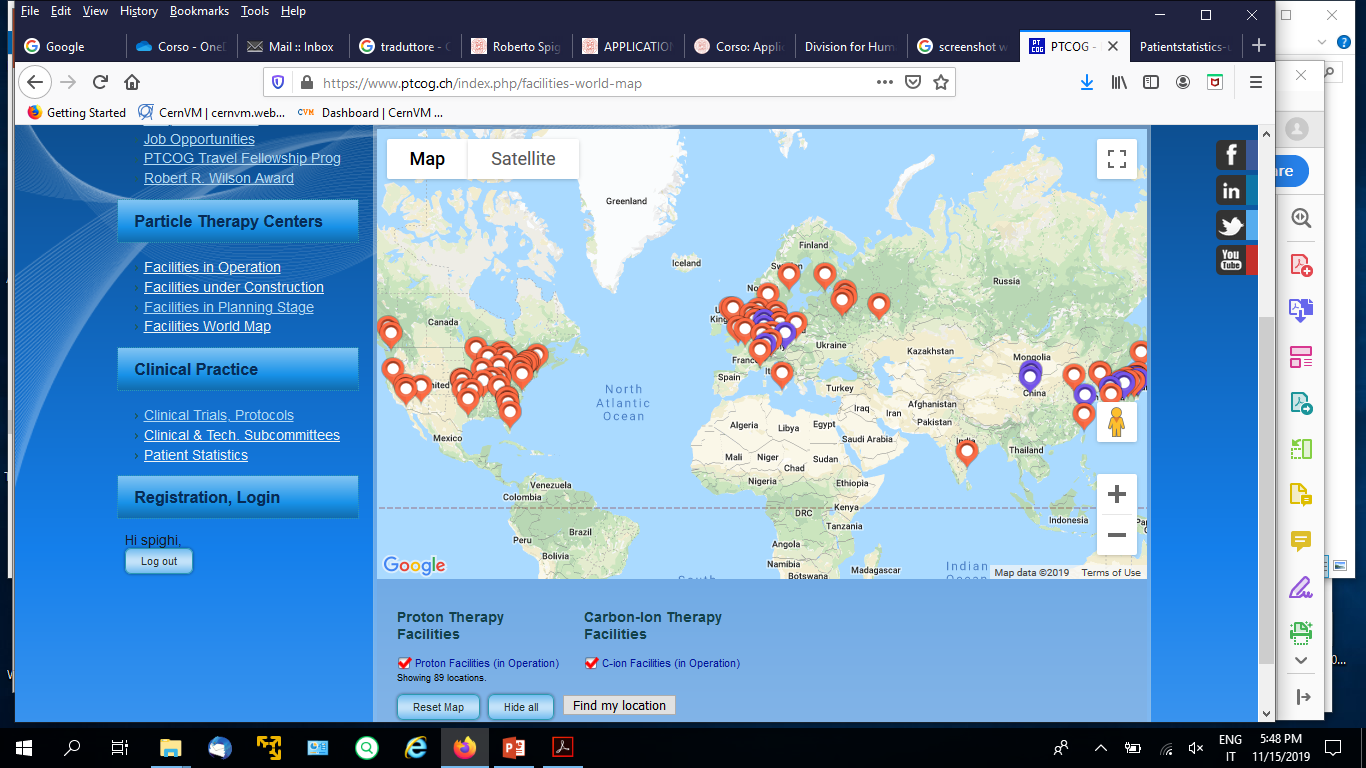 File Edit View History Bookmarks Tools Help
Google
Corso - OneD
Mail :: Inbox
traduttore - C
Roberto Spig
APPLICATION
Corso: Appli
Division for Hum
screenshot w
PTCOG -
Patientstatistics-u
https://www.ptcog.ch/index.php/facilities-world-map
Getting Started
CernVM | cernvm.web...
CVM
Dashboard | CernVM ...
Job Opportunities
PTCOG Travel Fellowship Prog
Robert R. Wilson Award
Particle Therapy Centers
Facilities in Operation
Facilities under Construction
Facilities in Planning Stage
Facilities World Map
Clinical Practice
Clinical Trials, Protocols
Clinical & Tech. Subcommittees
Patient Statistics
Registration, Login
Hi spighi,
Log out
Map
Satellite
Greenland
Iceland
Finland
Russia
Canada
Ukraine
Kazakhstan
Mongolia
France
Spain
Turkey
China
North
Atlantic
Ocean
Mexico
Algeria
Libya
Egypt
Iraq
Iran
Afghanistan
Pakistan
Saudi Arabia
India
Thailand
Mali
Niger
Chad
Sudan
Nigeria
Ethiopia
Venezuela
Colombia
DRC
Kenya
Tanzania
Indonesia
Brazil
Peru
Bolivia
Angola
Namibia
Botswana
Madagascar
Indian
Google
Map data ©2019
Terms of Use
Proton Therapy
Facilities
Carbon-Ion Therapy
Facilities
Proton Facilities (in Operation)
C-ion Facilities (in Operation)
Showing 89 locations.
Reset Map
Hide all
Find my location
f
in
You
Tube
ENG
IT
5:48 PM
11/15/2019